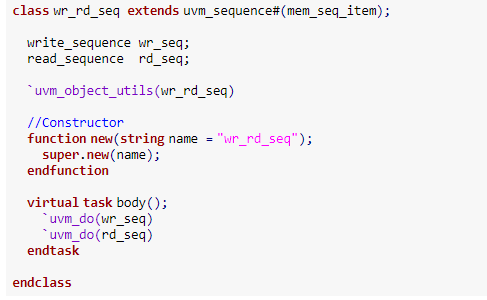 class wr_rd_seq extends uvm_sequence#(mem_seq_item);
write_sequence wr_seq;
read_sequence rd_seq;
`uvm_object_utils(wr_rd_seq)
//Constructor
function new(string name = "wr_rd_seq");
super.new(name);
endfunction
virtual task body();
`uvm_do(wr_seq)
`uvm_do(rd_seq)
endtask
endclass